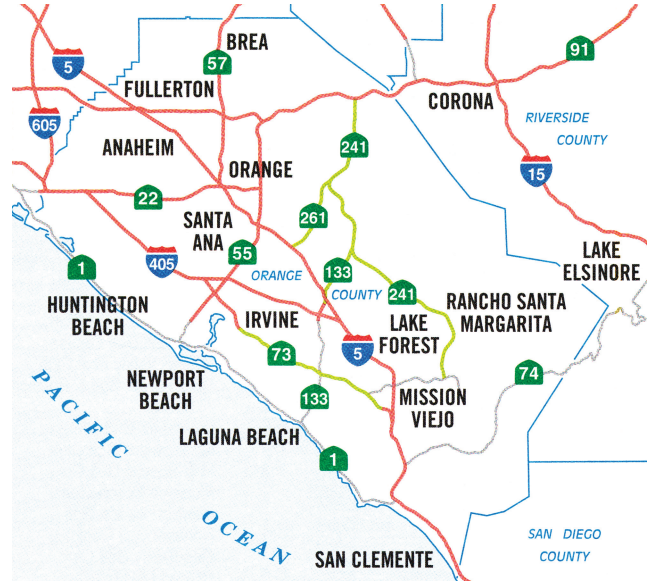 BREA
91
5
57
FULLERTON
CORONA
605
RIVERSIDE
COUNTY
ANAHEIM
241
ORANGE
15
22
SANTA
ANA
261
55
405
1
ORANGE
COUNTY
133
LAKE
ELSINORE
241
HUNTINGTON
BEACH
RANCHO SANTA
MARGARITA
IRVINE
LAKE
FOREST
73
5
74
NEWPORT
BEACH
133
MISSION
VIEJO
PACIFIC
OCEAN
LAGUNA BEACH
1
SAN DIEGO
COUNTY
SAN CLEMENTE